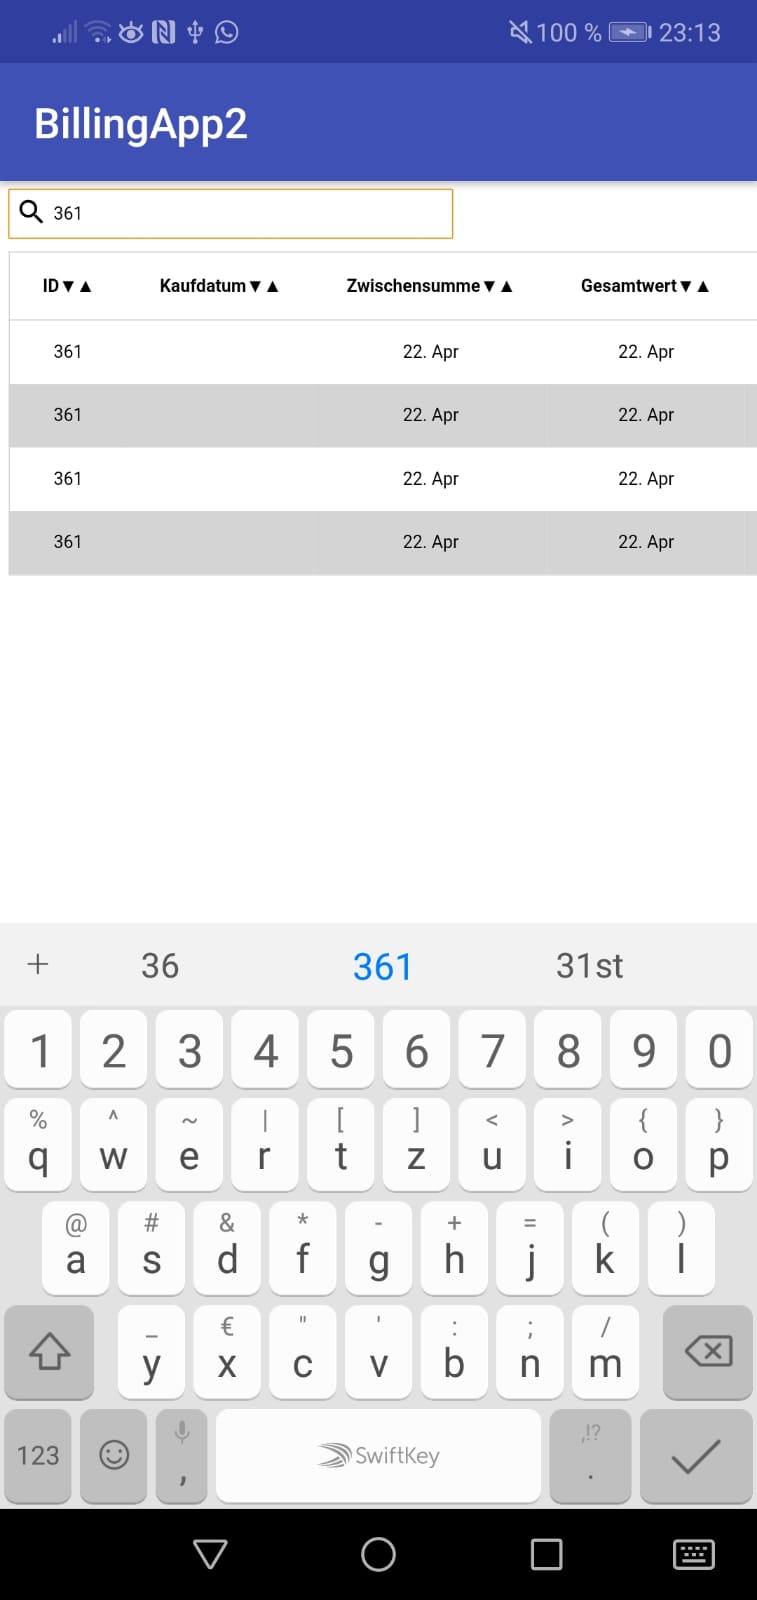 100 % 23:13
BillingApp2
361
ID▼▲ Kaufdatum▼▲ Zwischensumme▼▲ Gesamtwert▼▲
361 22. Apr 22. Apr
361 22. Apr 22. Apr
361 22. Apr 22. Apr
361 22. Apr 22. Apr
+ 36 361 31st
1 2 3 4 5 6 7 8 9 0
% ^ ~ | [ ] < > { }
q w e r t z u i o p
@ # & * - + = ( )
a s d f g h j k l
_ € " ' : ; /
y x c v b n m
,!?
123 , SwiftKey .